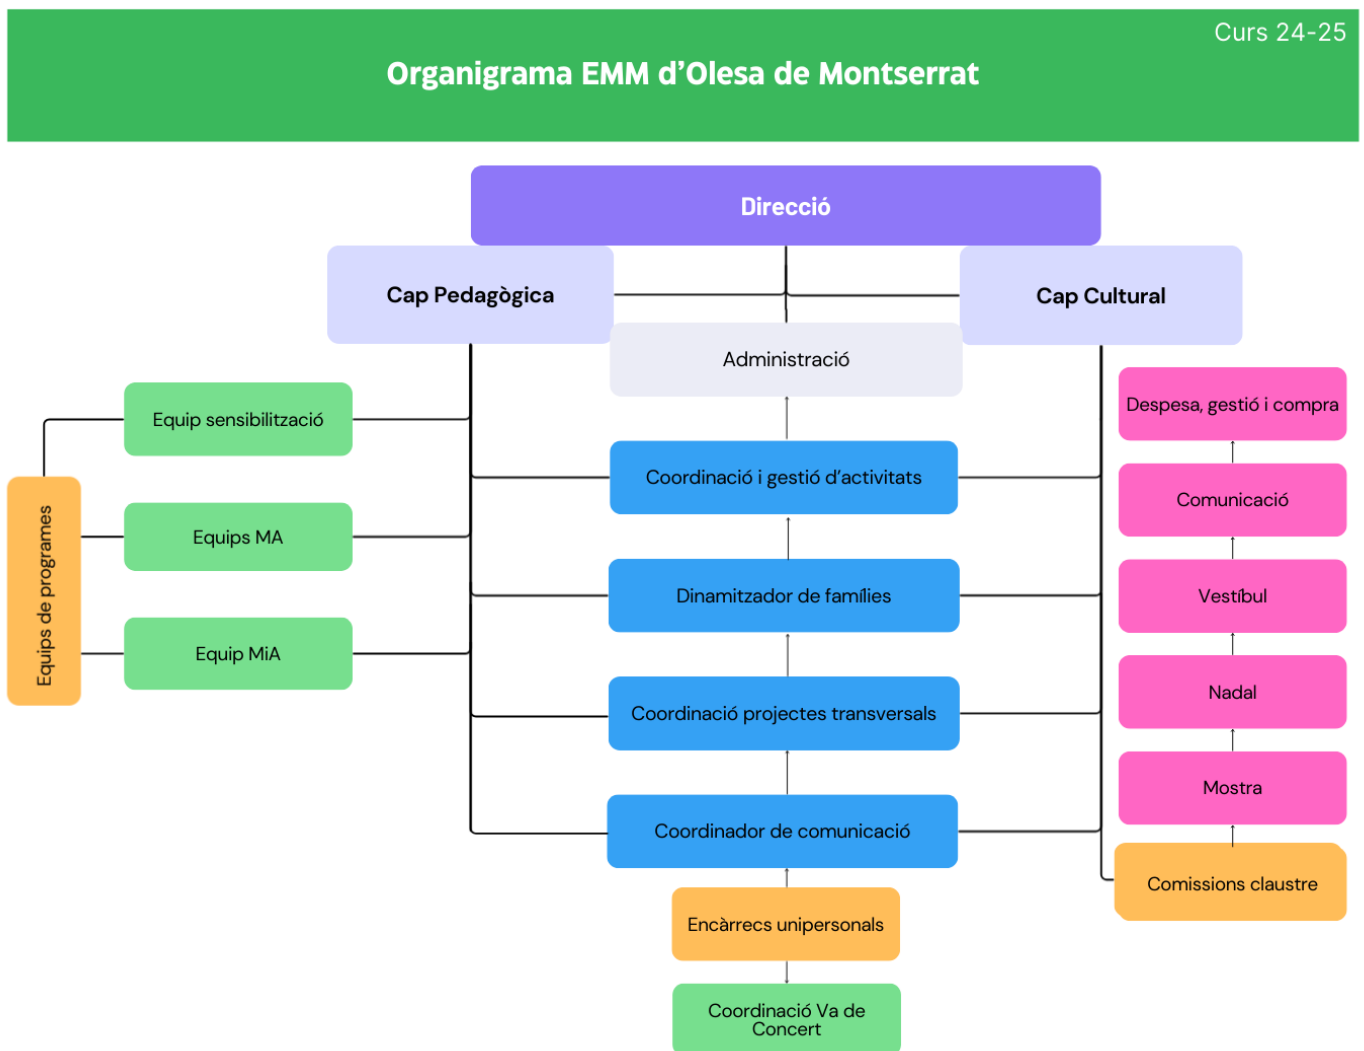 Curs 24-25
Organigrama EMM d’Olesa de Montserrat
Direcció
Cap Pedagògica
Cap Cultural
Administració
Equip sensibilització
Equips MA
Equip MiA
Equips de programes
Coordinació i gestió d’activitats
Dinamitzador de famílies
Coordinació projectes transversals
Coordinador de comunicació
Encàrrecs unipersonals
Coordinació Va de
Concert
Despesa, gestió i compra
Comunicació
Vestíbul
Nadal
Mostra
Comissions claustre